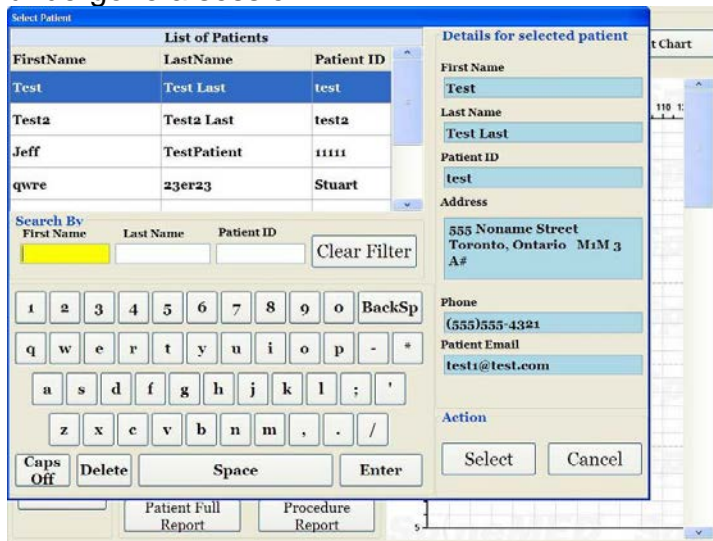 Select Patient
List of Patients
FirstName LastName Patient ID
Test Test Last test
Test2 Test2 Last test2
Jeff TestPatient 11111
qwre 23er23 Stuart
Search By
First Name Last Name Patient ID
Clear Filter
1 2 3 4 5 6 7 8 9 0 BackSp
q w e r t y u i o p - *
a s d f g h j k l ; '
z x c v b n m , . /
Caps Off Delete Space Enter
Details for selected patient
First Name
Test
Last Name
Test Last
Patient ID
test
Address
555 Noname Street
Toronto, Ontario M1M 3
A#
Phone
(555)555-4321
Patient Email
test1@test.com
Action
Select Cancel
t Chart
110
Patient Full
Report
Procedure
Report
5